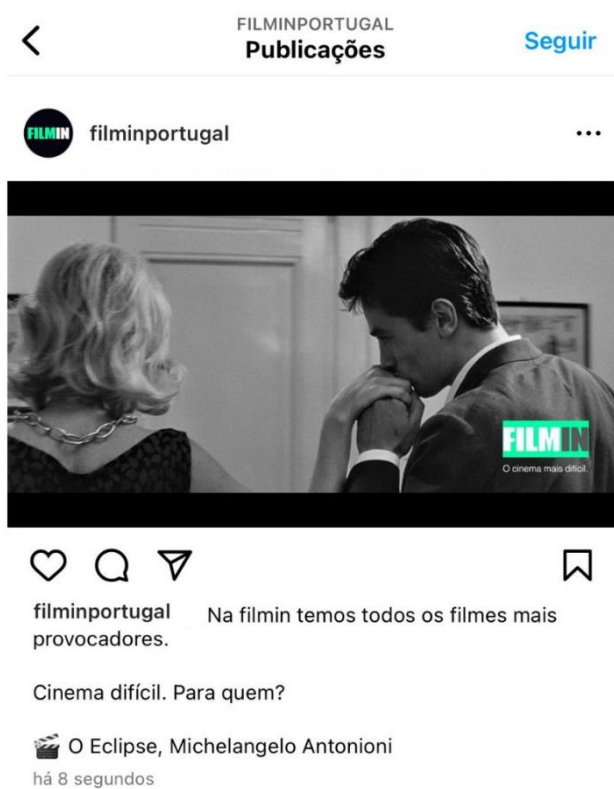 FILMINPORTUGAL
Publicações
Seguir
FILMIN
filminportugal
FILMIN
O cinema mais difícil.
filminportugal Na filmin temos todos os filmes mais
provocadores.
Cinema difícil. Para quem?
O Eclipse, Michelangelo Antonioni
há 8 segundos